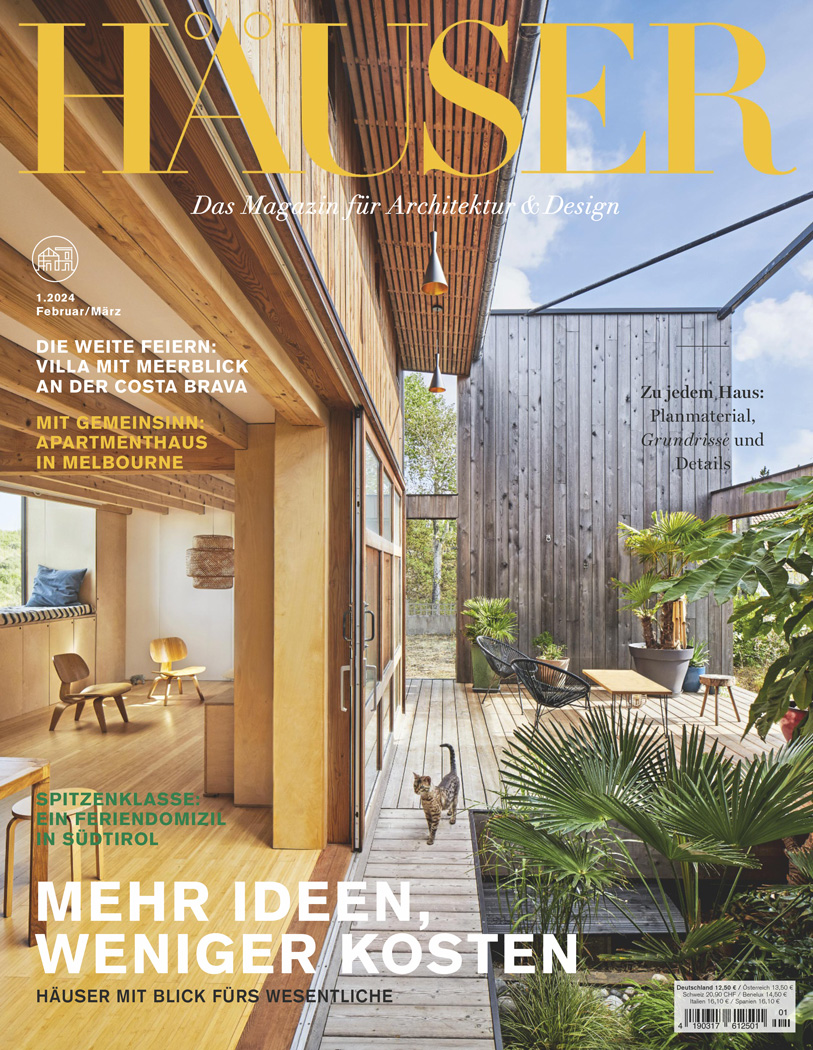 HÄUSER
Das Magazin für Architektur & Design
1.2024
Februar/März
DIE WEITE FEIERN:
VILLA MIT MEERBLICK
AN DER COSTA BRAVA
MIT GEMEINSINN:
APARTMENTHAUS
IN MELBOURNE
Zu jedem Haus:
Planmaterial,
Grundrisse und
Details
SPITZENKLASSE:
EIN FERIENDOMIZIL
IN SÜDTIROL
MEHR IDEEN,
WENIGER KOSTEN
HÄUSER MIT BLICK FÜRS WESENTLICHE
Deutschland 12,50 € / Österreich 13,50 €
Schweiz 20,90 CHF / Benelux 14,50 €
Italien 16,10 € / Spanien 16,10 €
01
4 190317 612501